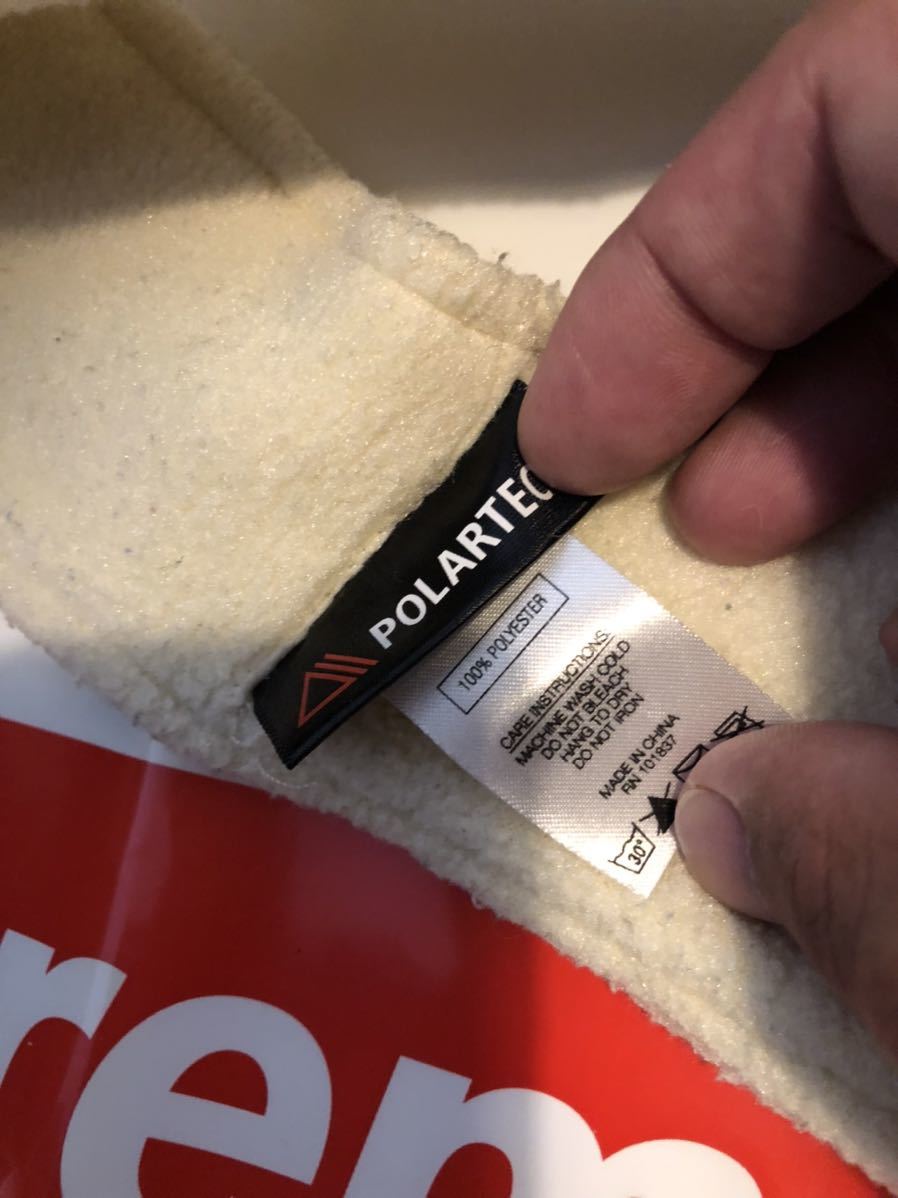 POLARTEC
100% POLYESTER
CARE INSTRUCTIONS:
MACHINE WASH COLD
DO NOT BLEACH
HANG TO DRY
DO NOT IRON
MADE IN CHINA
RN 101837
30°
rem